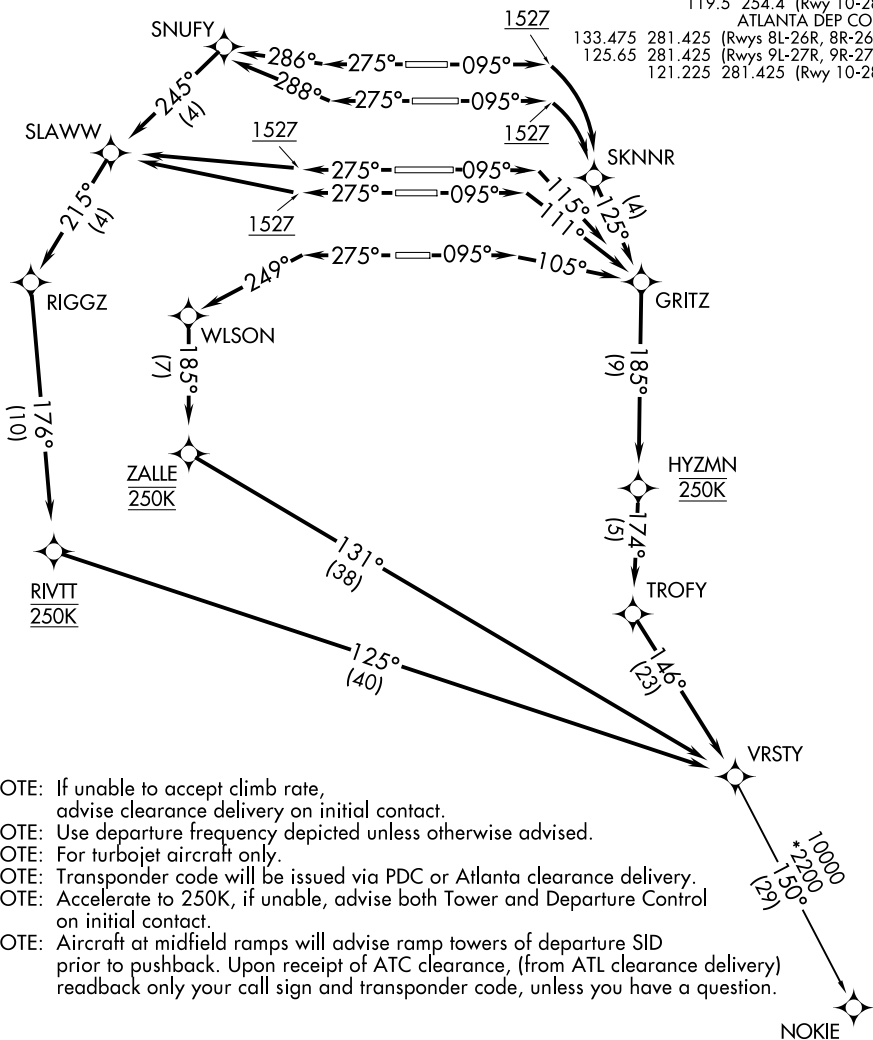 119.5 254.4 (Rwy 10-28
ATLANTA DEP CO
133.475 281.425 (Rwys 8L-26R, 8R-26
125.65 281.425 (Rwys 9L-27R, 9R-27
121.225 281.425 (Rwy 10-28
SNUFY
1527
286° 275° 095°
288° 275° 095°
1527
245°
(4)
SLAWW
1527
SKNNR
275° 095°
275° 095°
1527
115°
111°
125°
(4)
215°
(4)
249° 275° 095° 105°
RIGGZ
WLSON
GRITZ
185°
(7)
185°
(9)
176°
(10)
ZALLE
250K
HYZMN
250K
174°
(5)
131°
(38)
RIVTT
250K
TROFY
125°
(40)
146°
(23)
VRSTY
10000
*2200
150°
(29)
NOKIE
OTE: If unable to accept climb rate,
advise clearance delivery on initial contact.
OTE: Use departure frequency depicted unless otherwise advised.
OTE: For turbojet aircraft only.
OTE: Transponder code will be issued via PDC or Atlanta clearance delivery.
OTE: Accelerate to 250K, if unable, advise both Tower and Departure Control
on initial contact.
OTE: Aircraft at midfield ramps will advise ramp towers of departure SID
prior to pushback. Upon receipt of ATC clearance, (from ATL clearance delivery)
readback only your call sign and transponder code, unless you have a question.